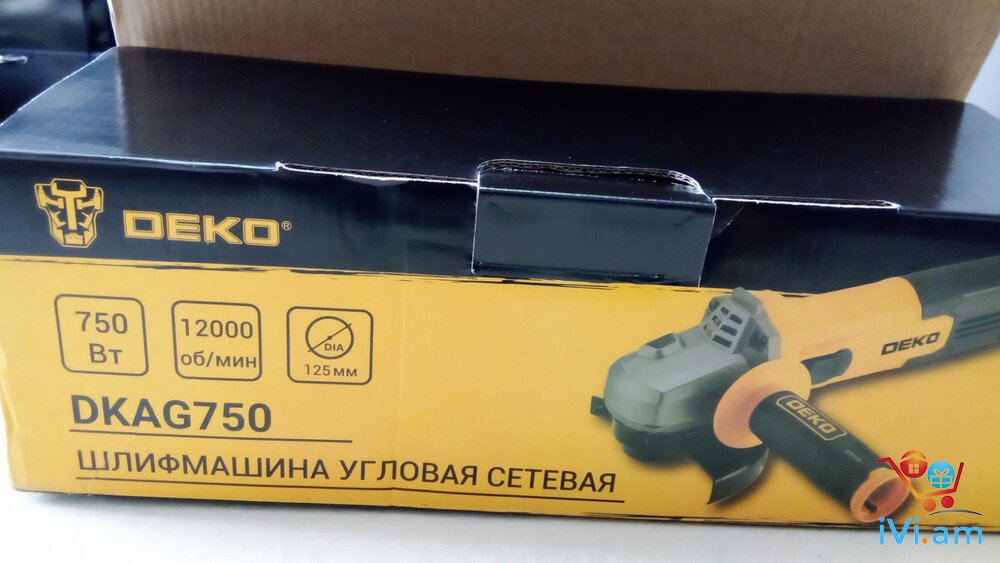 DEKO®
750
Вт
12000
об/мин
DIA
125 мм
DKAG750
ШЛИФМАШИНА УГЛОВАЯ СЕТЕВАЯ
DEKO
DEKO
iVi.am